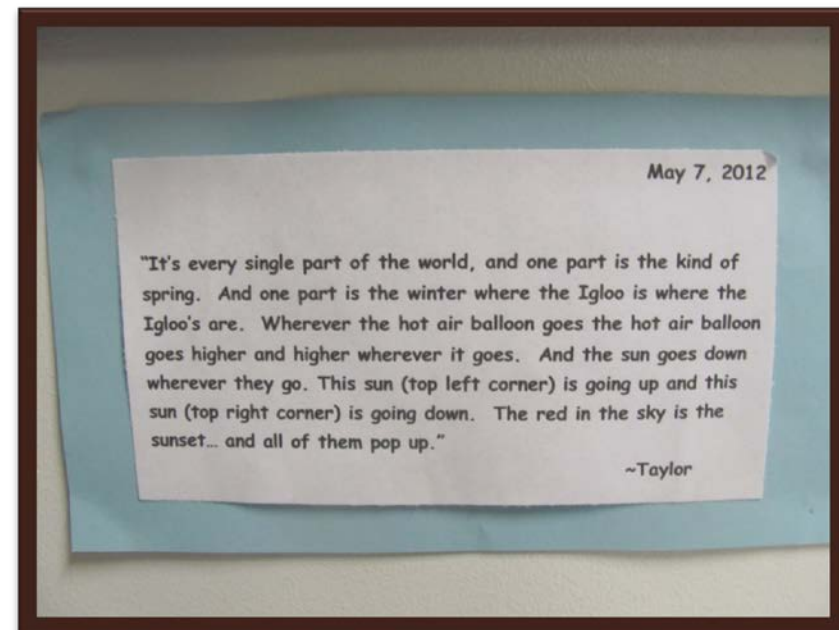 May 7, 2012
"It's every single part of the world, and one part is the kind of
spring. And one part is the winter where the Igloo is where the
Igloo's are. Wherever the hot air balloon goes the hot air balloon
goes higher and higher wherever it goes. And the sun goes down
wherever they go. This sun (top left corner) is going up and this
sun (top right corner) is going down. The red in the sky is the
sunset... and all of them pop up."
~Taylor